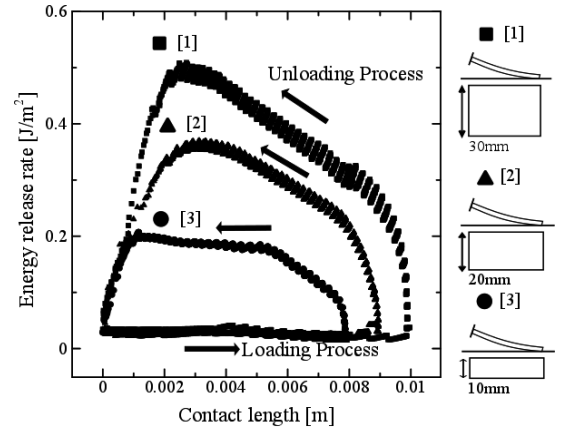 0.6
0.4
0.2
0
Energy release rate [J/m²]
[1]
Unloading Process
[2]
[3]
Loading Process
0 0.002 0.004 0.006 0.008 0.01
Contact length [m]
[1]
30mm
[2]
20mm
[3]
10mm